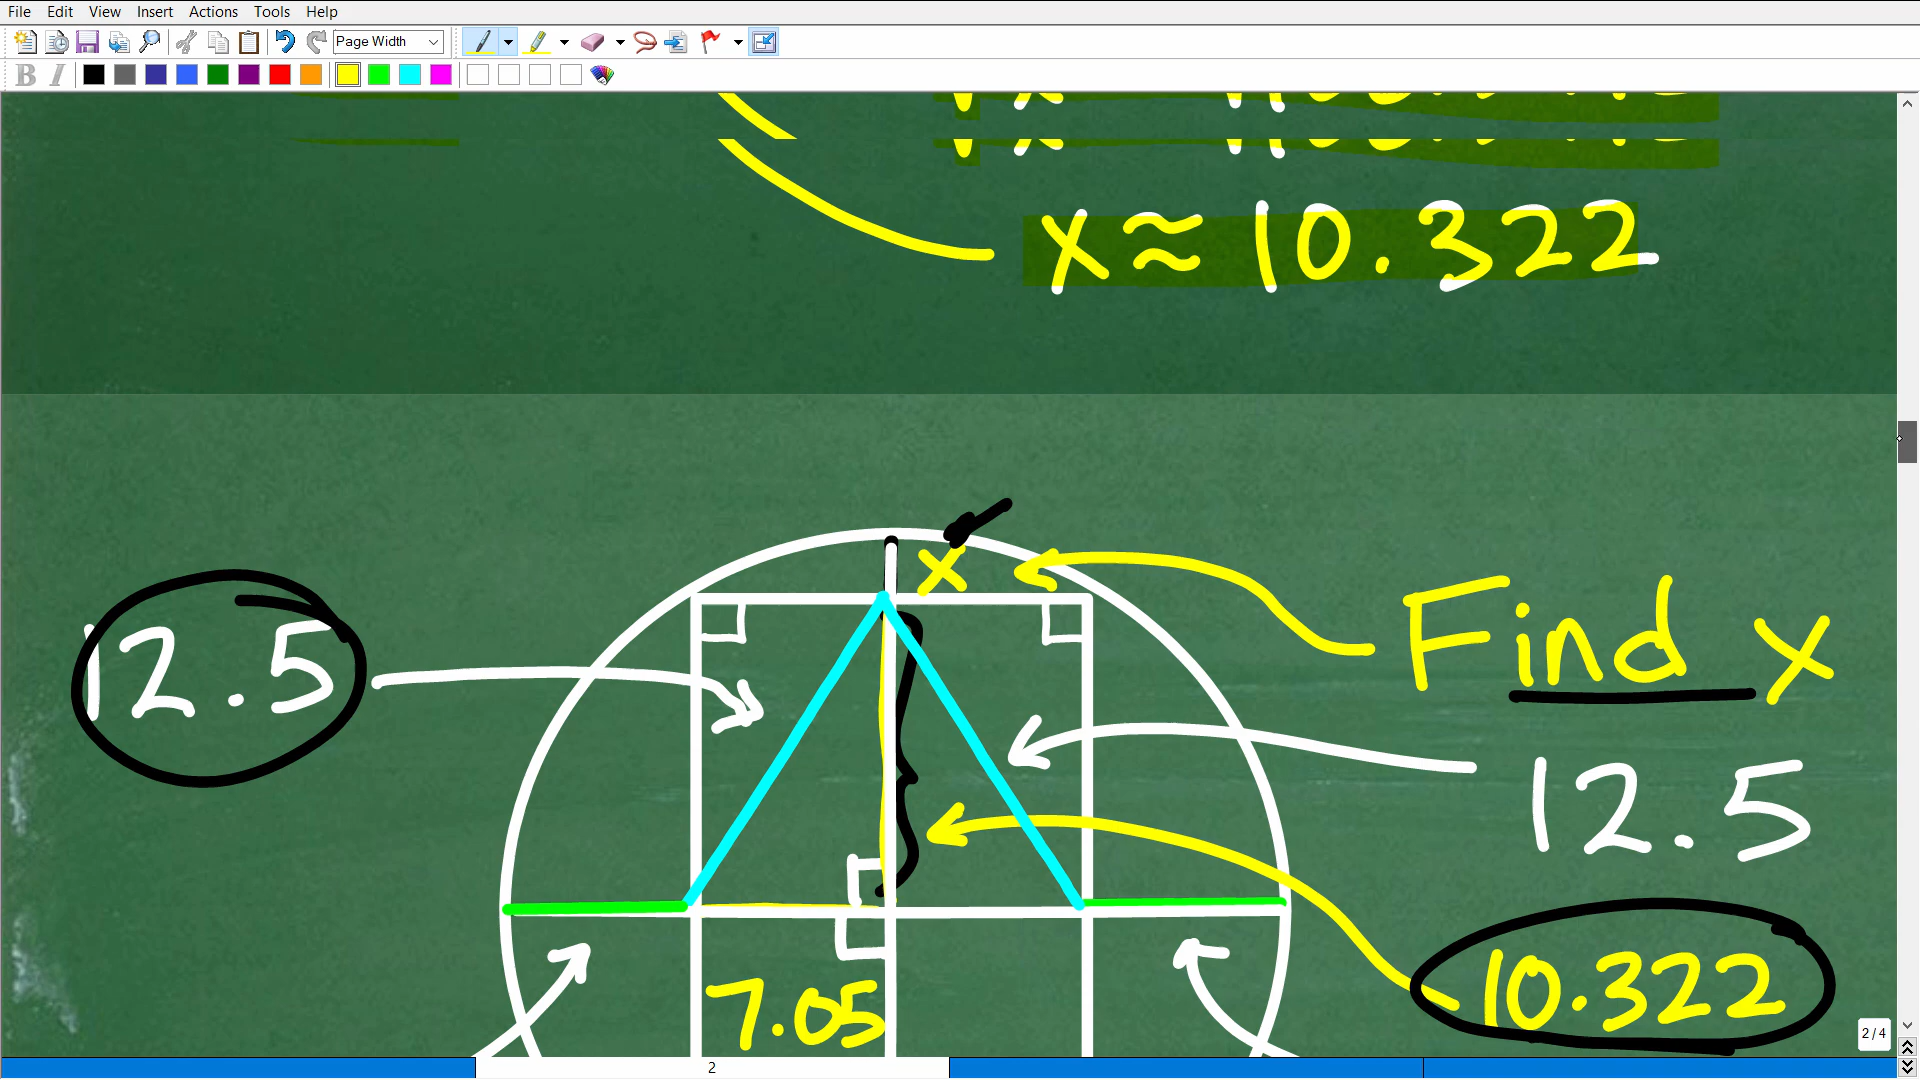 File Edit View Insert Actions Tools Help
Page Width
B I
x ≈ 10.322
x
Find x
12.5
12.5
10.322
7.05
2 / 4
2